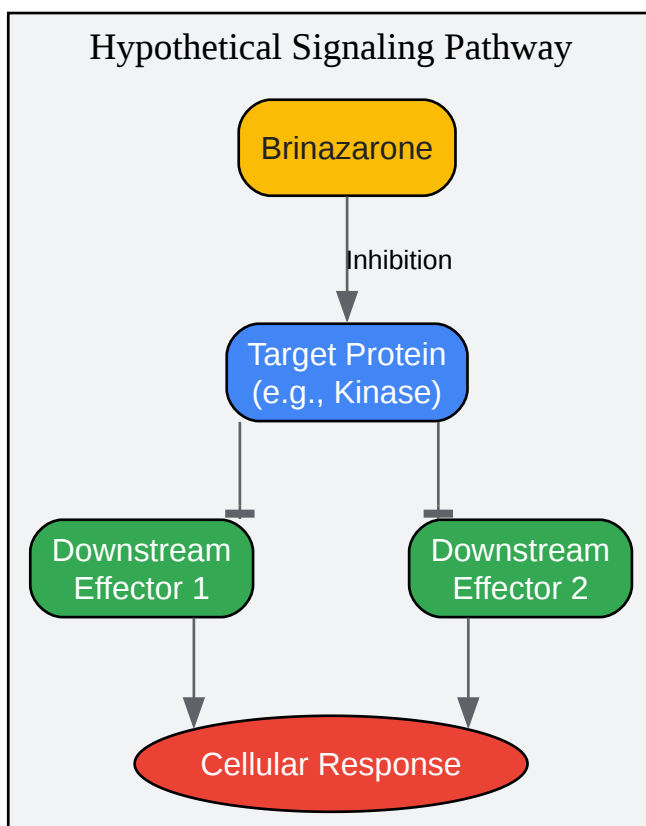 Hypothetical Signaling Pathway
Brinazarone
Inhibition
Target Protein
(e.g., Kinase)
Downstream
Effector 1
Downstream
Effector 2
Cellular Response